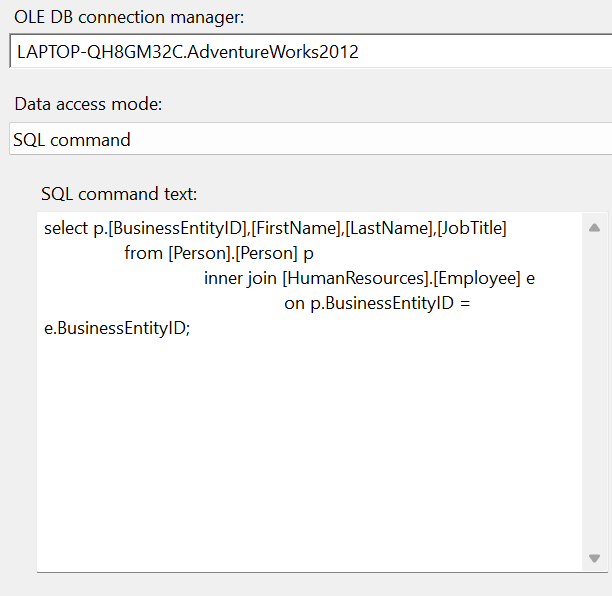 OLE DB connection manager:
LAPTOP-QH8GM32C.AdventureWorks2012
Data access mode:
SQL command
SQL command text:
select p.[BusinessEntityID],[FirstName],[LastName],[JobTitle]
from [Person].[Person] p
inner join [HumanResources].[Employee] e
on p.BusinessEntityID =
e.BusinessEntityID;